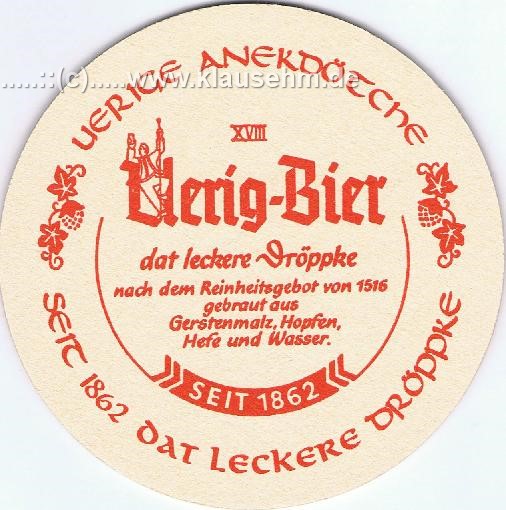 UERIGE ANEKDÖTCHE
.....::(c).....www.klausehm.de
XVIII
Uerig-Bier
dat leckere Dröppke
nach dem Reinheitsgebot von 1516
gebraut aus
Gerstenmalz, Hopfen,
Hefe und Wasser.
SEIT 1862
SEIT 1862 DAT LECKERE DRÖPPKE